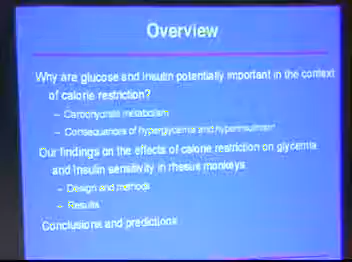 Overview
Why are glucose and insulin potentially important in the context
of calorie restriction?
– Carbohydrate metabolism
– Consequences of hyperglycemia and hyperinsulinism
Our findings on the effects of calorie restriction on glycemia
and insulin sensitivity in rhesus monkeys
– Design and methods
– Results
Conclusions and predictions